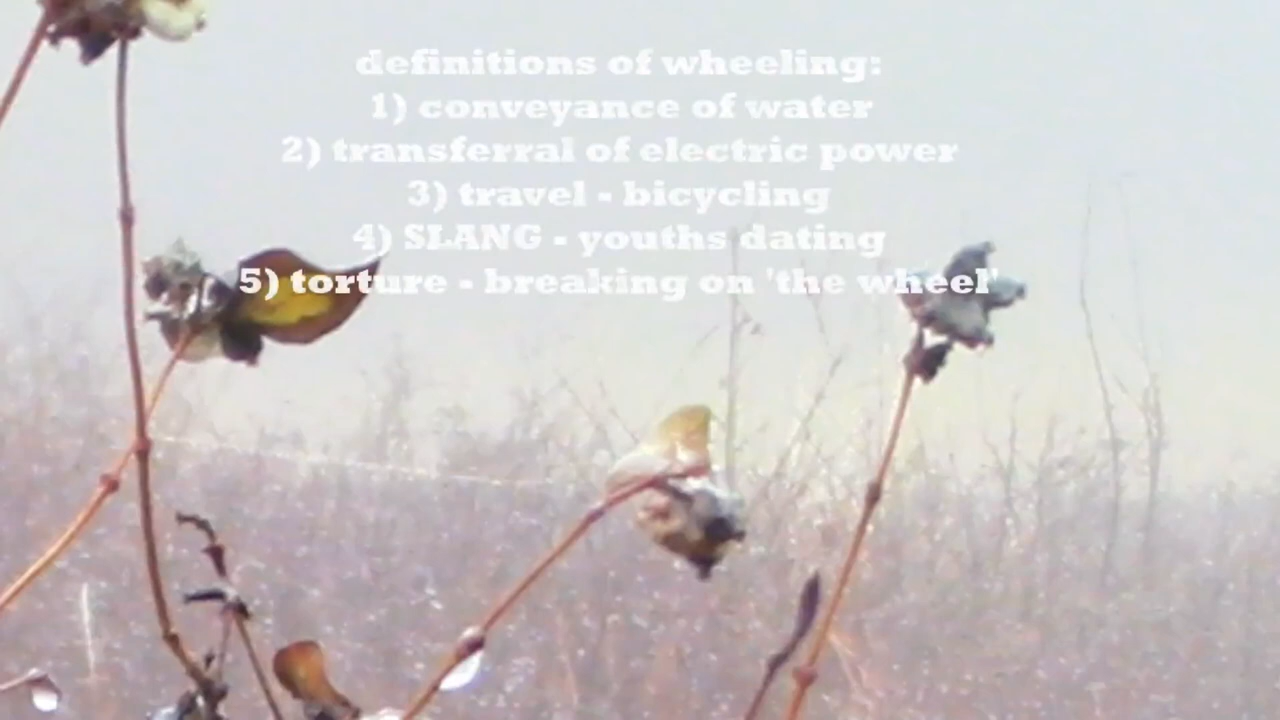 definitions of wheeling:
1) conveyance of water
2) transferral of electric power
3) travel - bicycling
4) SLANG - youths dating
5) torture - breaking on 'the wheel'